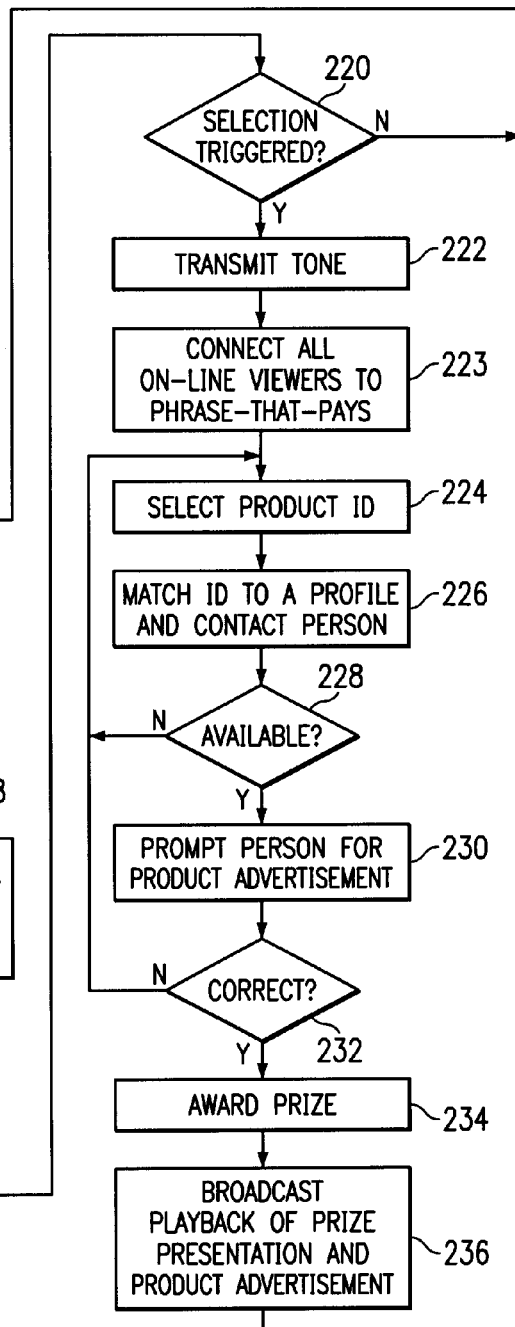 220
SELECTION
TRIGGERED?
N
Y
TRANSMIT TONE
222
CONNECT ALL
ON-LINE VIEWERS TO
PHRASE-THAT-PAYS
223
SELECT PRODUCT ID
224
MATCH ID TO A PROFILE
AND CONTACT PERSON
226
228
N
AVAILABLE?
Y
PROMPT PERSON FOR
PRODUCT ADVERTISEMENT
230
N
CORRECT?
232
Y
AWARD PRIZE
234
BROADCAST
PLAYBACK OF PRIZE
PRESENTATION AND
PRODUCT ADVERTISEMENT
236